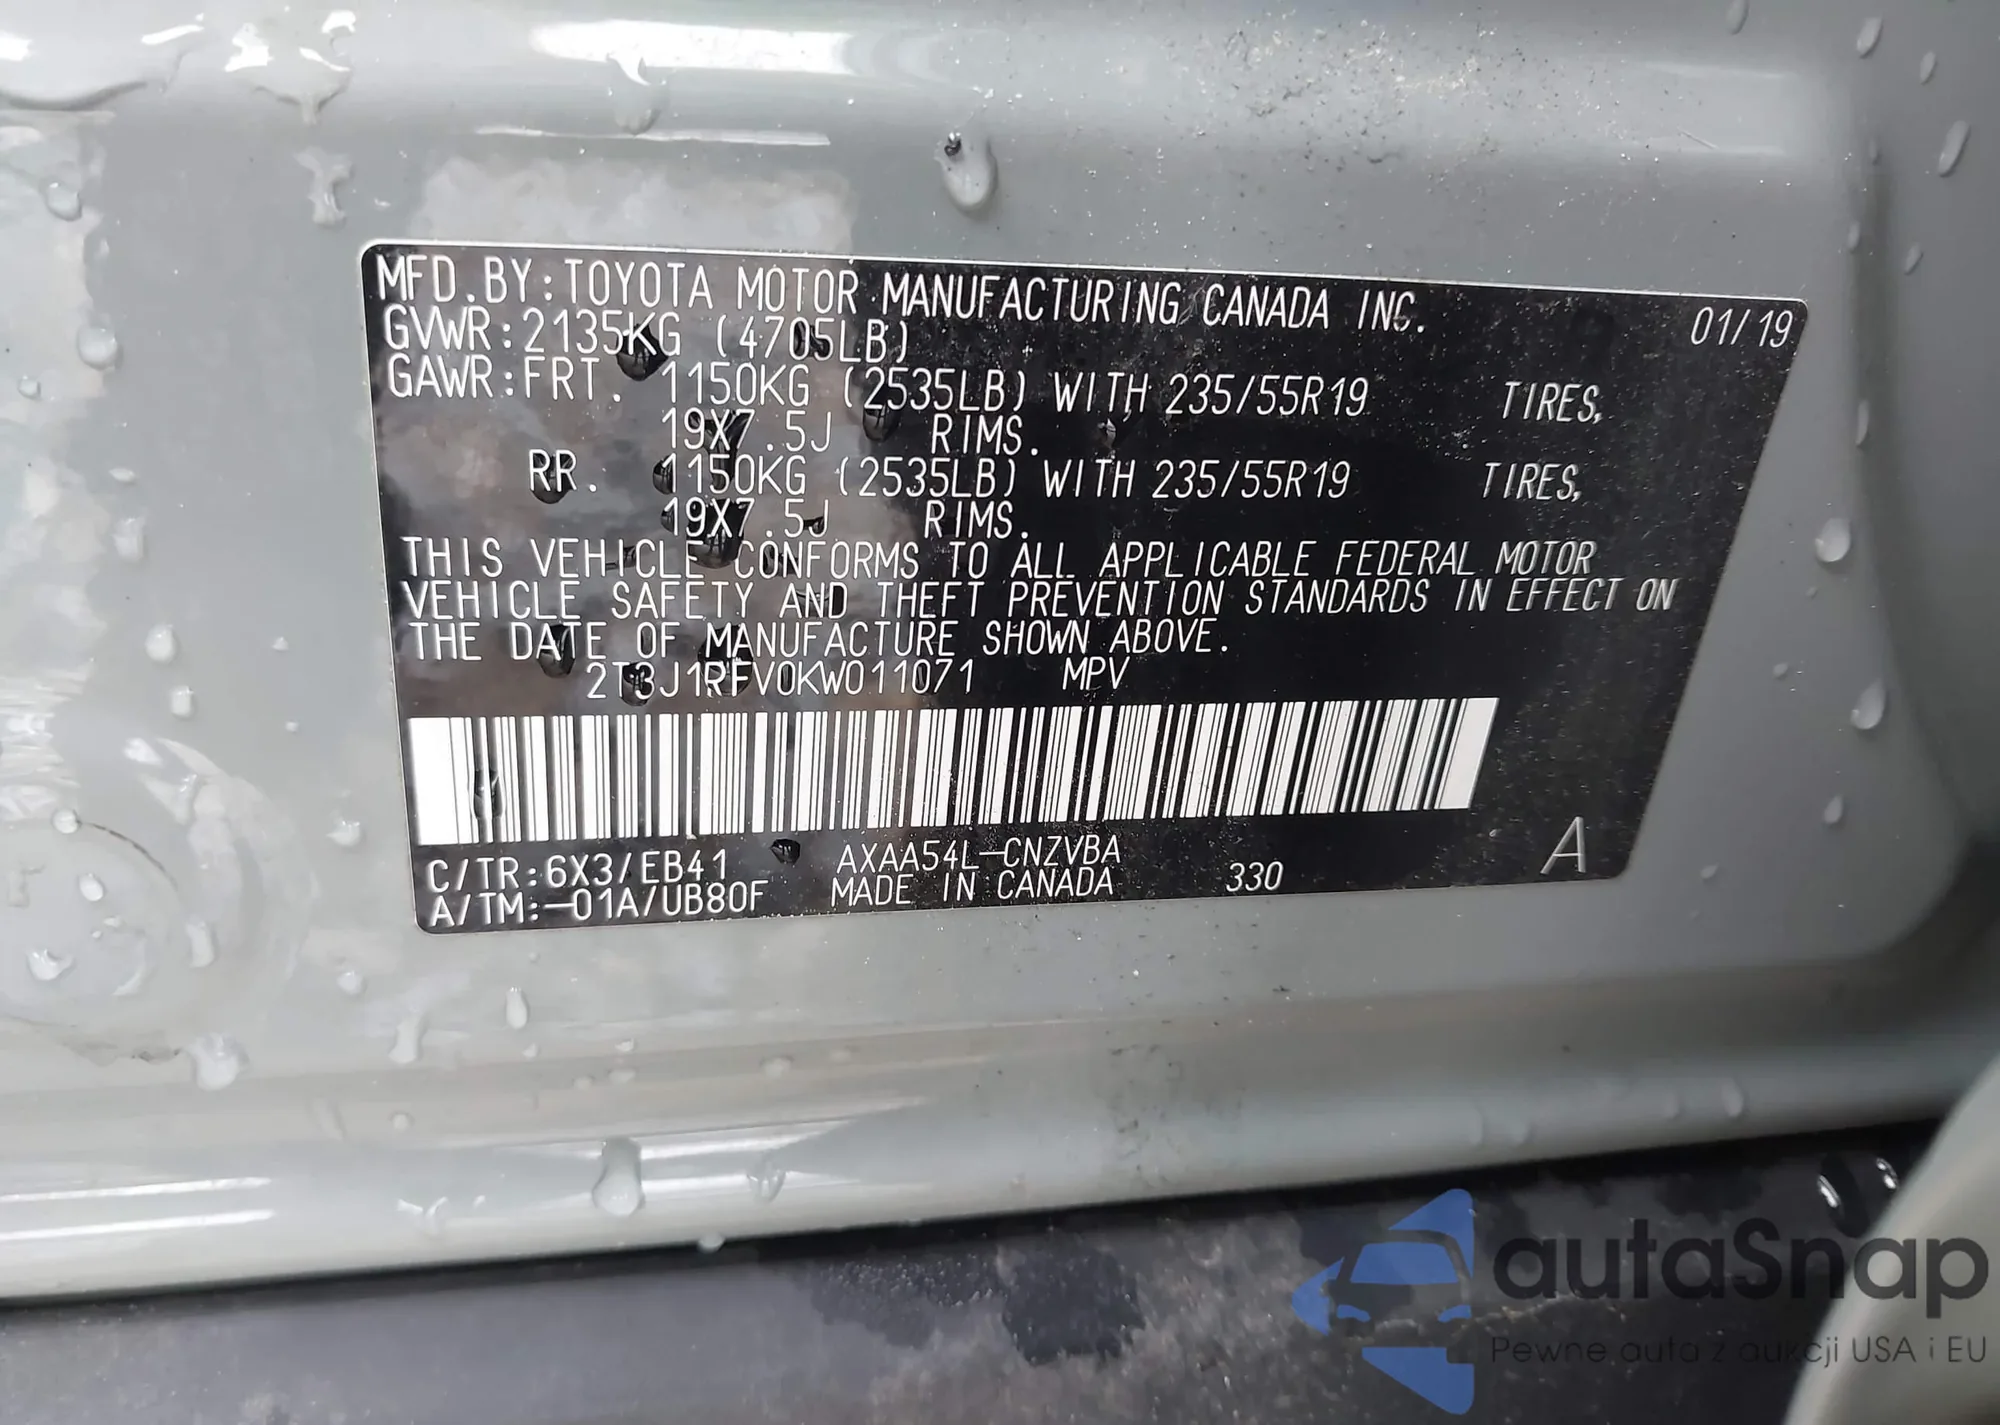 MFD.BY:TOYOTA MOTOR MANUFACTURING CANADA INC. 01/19
GVWR:2135KG (4705LB)
GAWR:FRT. 1150KG (2535LB) WITH 235/55R19 TIRES,
19X7.5J RIMS.
RR. 1150KG (2535LB) WITH 235/55R19 TIRES,
19X7.5J RIMS.
THIS VEHICLE CONFORMS TO ALL APPLICABLE FEDERAL MOTOR
VEHICLE SAFETY AND THEFT PREVENTION STANDARDS IN EFFECT ON
THE DATE OF MANUFACTURE SHOWN ABOVE.
2T3J1RFV0KW011071 MPV
C/TR:6X3/EB41 AXAA54L-CNZVBA 330 A
A/TM:-01A/UB80F MADE IN CANADA
autaSnap
Pewne auta z aukcji USA i EU